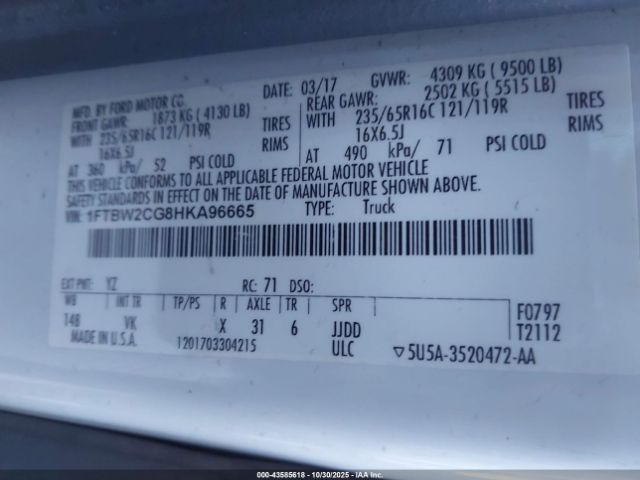 MFD. BY FORD MOTOR CO.
DATE: 03/17 GVWR: 4309 KG ( 9500 LB)
FRONT GAWR: 1873 KG ( 4130 LB) REAR GAWR: 2502 KG ( 5515 LB)
WITH 235/65R16C 121/119R TIRES WITH 235/65R16C 121/119R TIRES
16X6.5J RIMS 16X6.5J RIMS
AT 360 kPa/ 52 PSI COLD AT 490 kPa/ 71 PSI COLD
THIS VEHICLE CONFORMS TO ALL APPLICABLE FEDERAL MOTOR VEHICLE
SAFETY STANDARDS IN EFFECT ON THE DATE OF MANUFACTURE SHOWN ABOVE.
VIN: 1FTBW2CG8HKA96665 TYPE: Truck
EXT PNT: YZ RC: 71 DSO:
WB INT TR TP/PS R AXLE TR SPR F0797
148 VK X 31 6 JJDD T2112
MADE IN U.S.A. 1201703304215 ULC ▽5U5A-3520472-AA
000-43585618 - 10/30/2025 - IAAI.COM